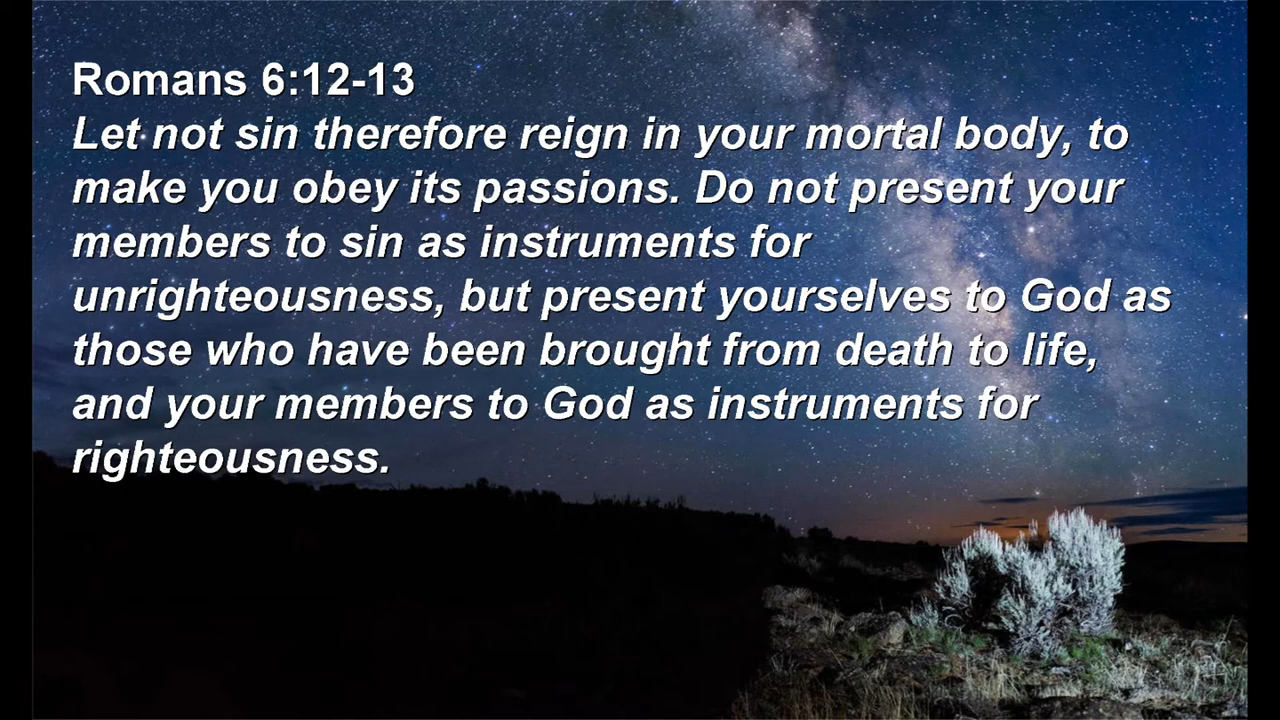 Romans 6:12-13
Let not sin therefore reign in your mortal body, to
make you obey its passions. Do not present your
members to sin as instruments for
unrighteousness, but present yourselves to God as
those who have been brought from death to life,
and your members to God as instruments for
righteousness.